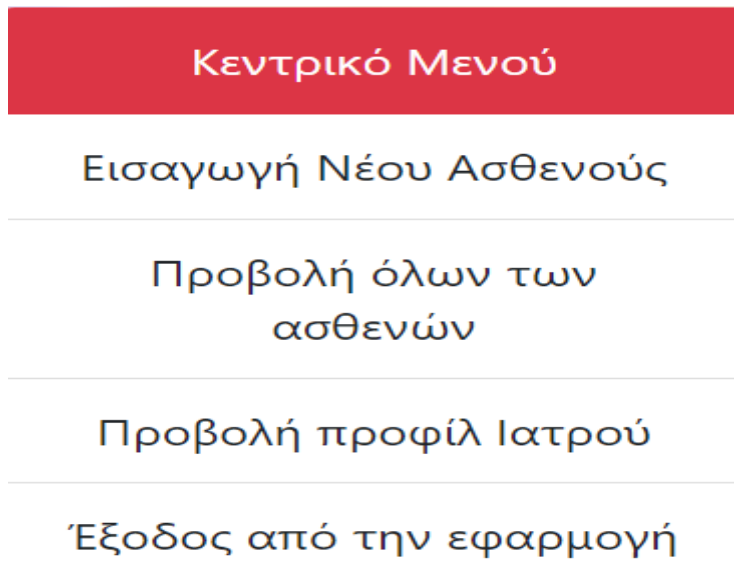 Κεντρικό Μενού
Εισαγωγή Νέου Ασθενούς
Προβολή όλων των
ασθενών
Προβολή προφίλ Ιατρού
Έξοδος από την εφαρμογή